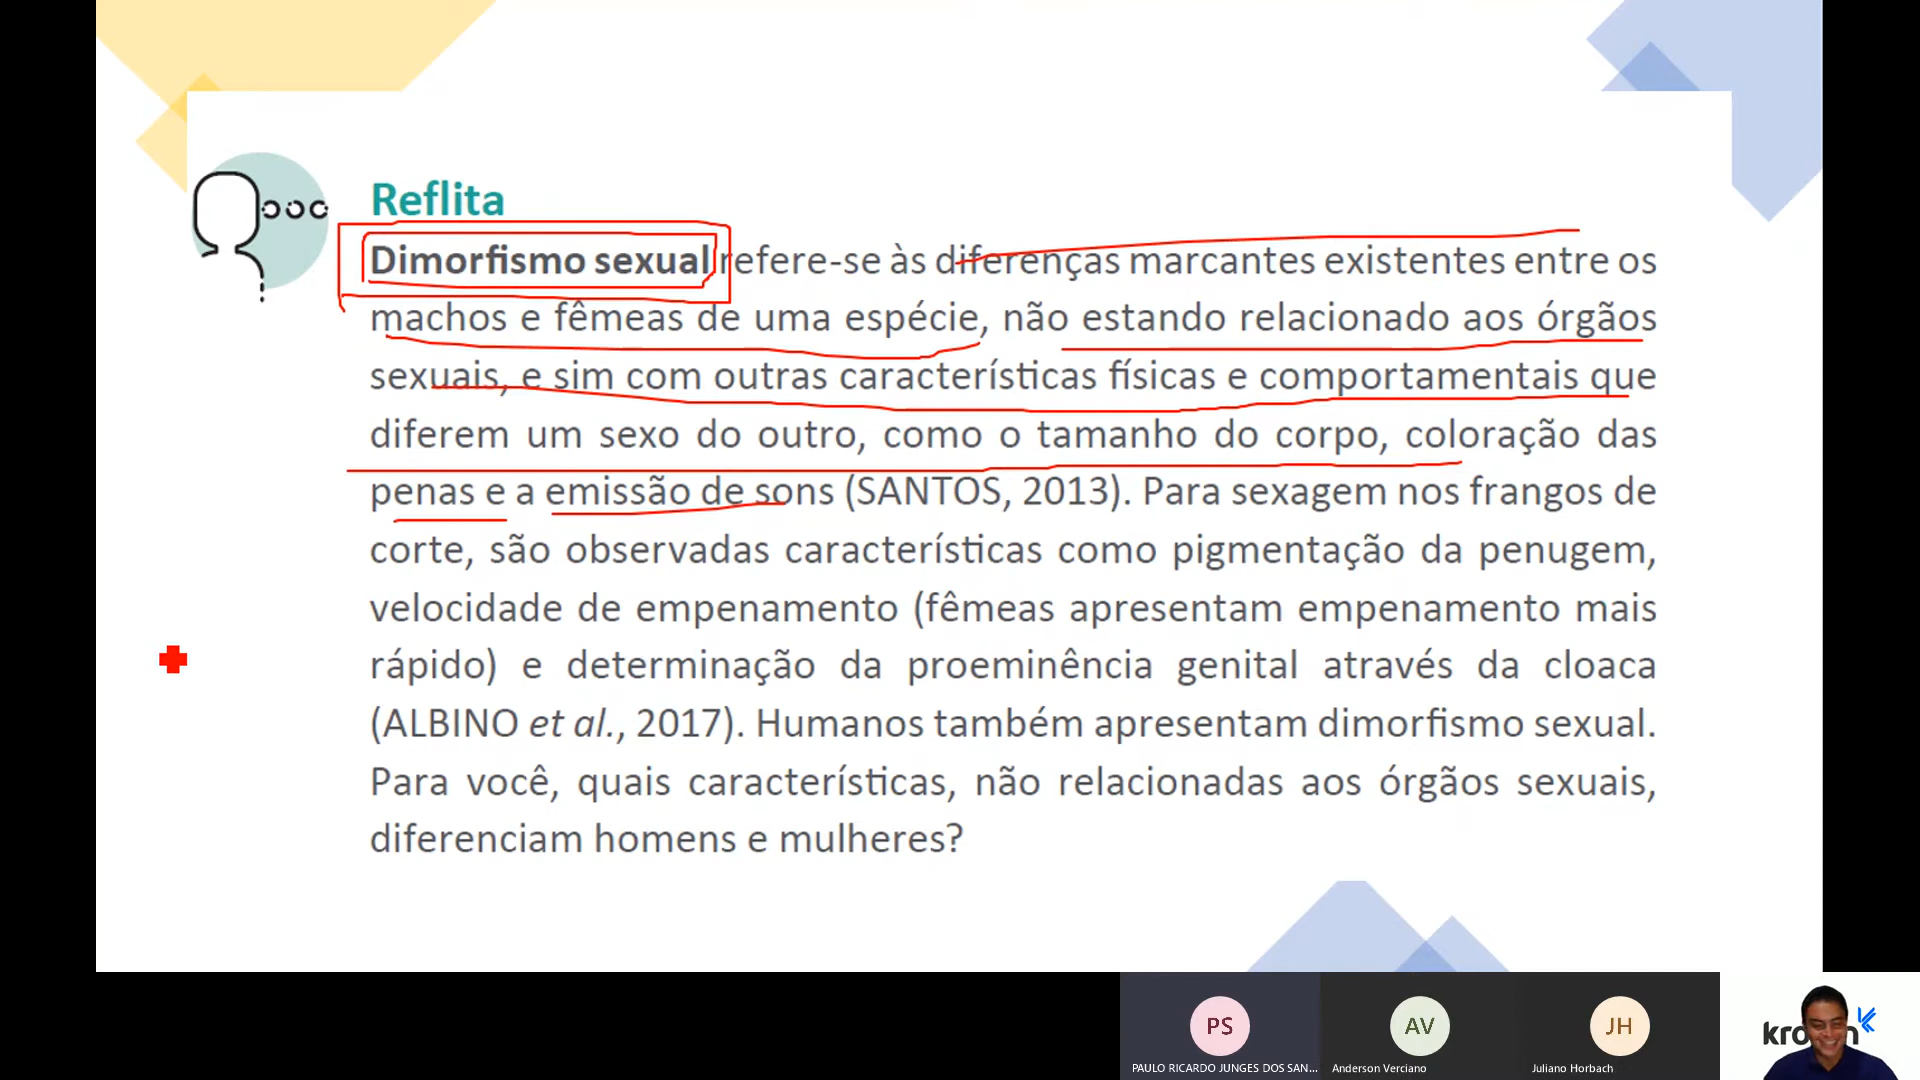 Reflita
Dimorfismo sexual refere-se às diferenças marcantes existentes entre os
machos e fêmeas de uma espécie, não estando relacionado aos órgãos
sexuais, e sim com outras características físicas e comportamentais que
diferem um sexo do outro, como o tamanho do corpo, coloração das
penas e a emissão de sons (SANTOS, 2013). Para sexagem nos frangos de
corte, são observadas características como pigmentação da penugem,
velocidade de empenamento (fêmeas apresentam empenamento mais
rápido) e determinação da proeminência genital através da cloaca
(ALBINO et al., 2017). Humanos também apresentam dimorfismo sexual.
Para você, quais características, não relacionadas aos órgãos sexuais,
diferenciam homens e mulheres?
PS AV JH
PAULO RICARDO JUNGES DOS SAN... Anderson Verciano Juliano Horbach